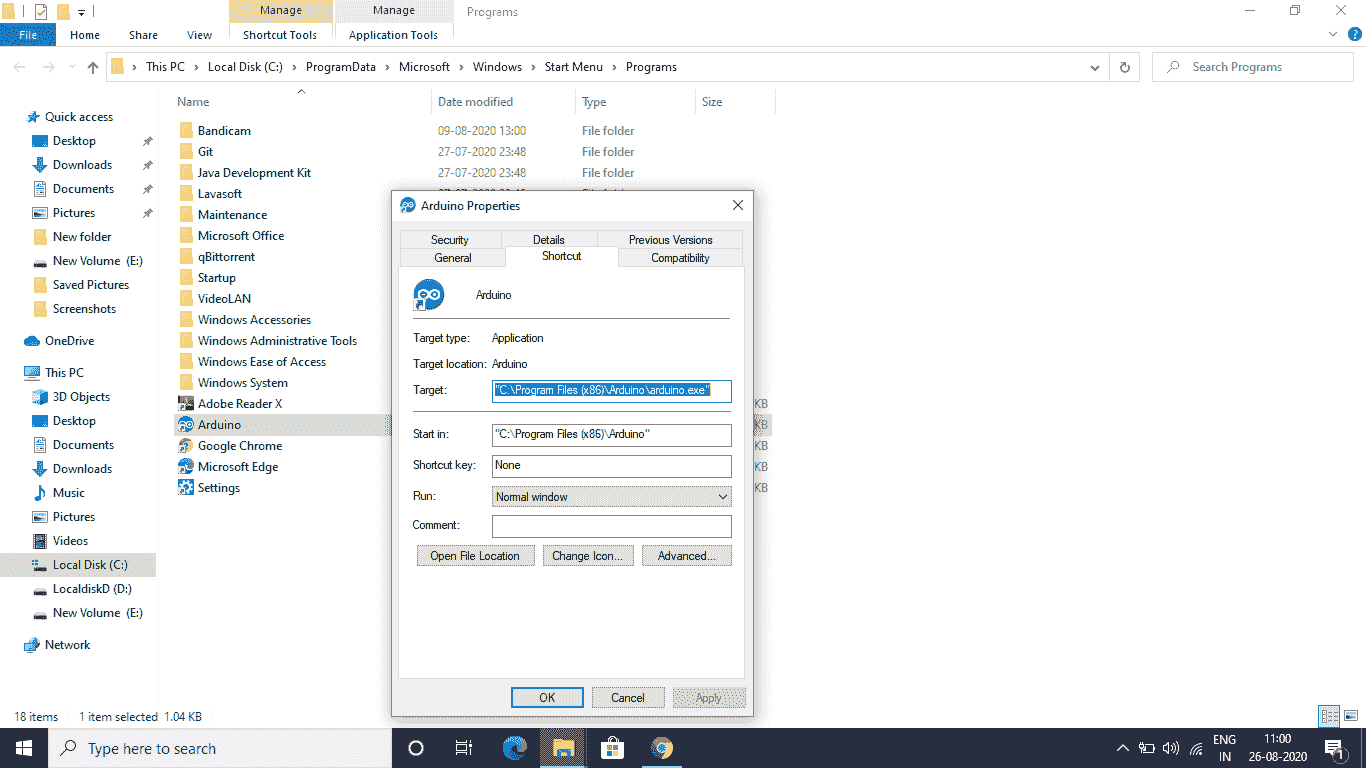 Manage Manage Programs
File Home Share View Shortcut Tools Application Tools
This PC Local Disk (C:) ProgramData Microsoft Windows Start Menu Programs Search Programs
Name Date modified Type Size
Quick access
Desktop
Downloads
Documents
Pictures
New folder
New Volume (E:)
Saved Pictures
Screenshots
OneDrive
This PC
3D Objects
Desktop
Documents
Downloads
Music
Pictures
Videos
Local Disk (C:)
LocaldiskD (D:)
New Volume (E:)
Network
Bandicam 09-08-2020 13:00 File folder
Git 27-07-2020 23:48 File folder
Java Development Kit 27-07-2020 23:48 File folder
Lavasoft
Maintenance
Microsoft Office
qBittorrent
Startup
VideoLAN
Windows Accessories
Windows Administrative Tools
Windows Ease of Access
Windows System
Adobe Reader X KB
Arduino KB
Google Chrome KB
Microsoft Edge KB
Settings KB
Arduino Properties
Security Details Previous Versions
General Shortcut Compatibility
Arduino
Target type: Application
Target location: Arduino
Target: "C:\Program Files (x86)\Arduino\arduino.exe"
Start in: "C:\Program Files (x86)\Arduino"
Shortcut key: None
Run: Normal window
Comment:
Open File Location Change Icon... Advanced...
OK Cancel Apply
18 items 1 item selected 1.04 KB
Type here to search
ENG
IN
11:00
26-08-2020
1